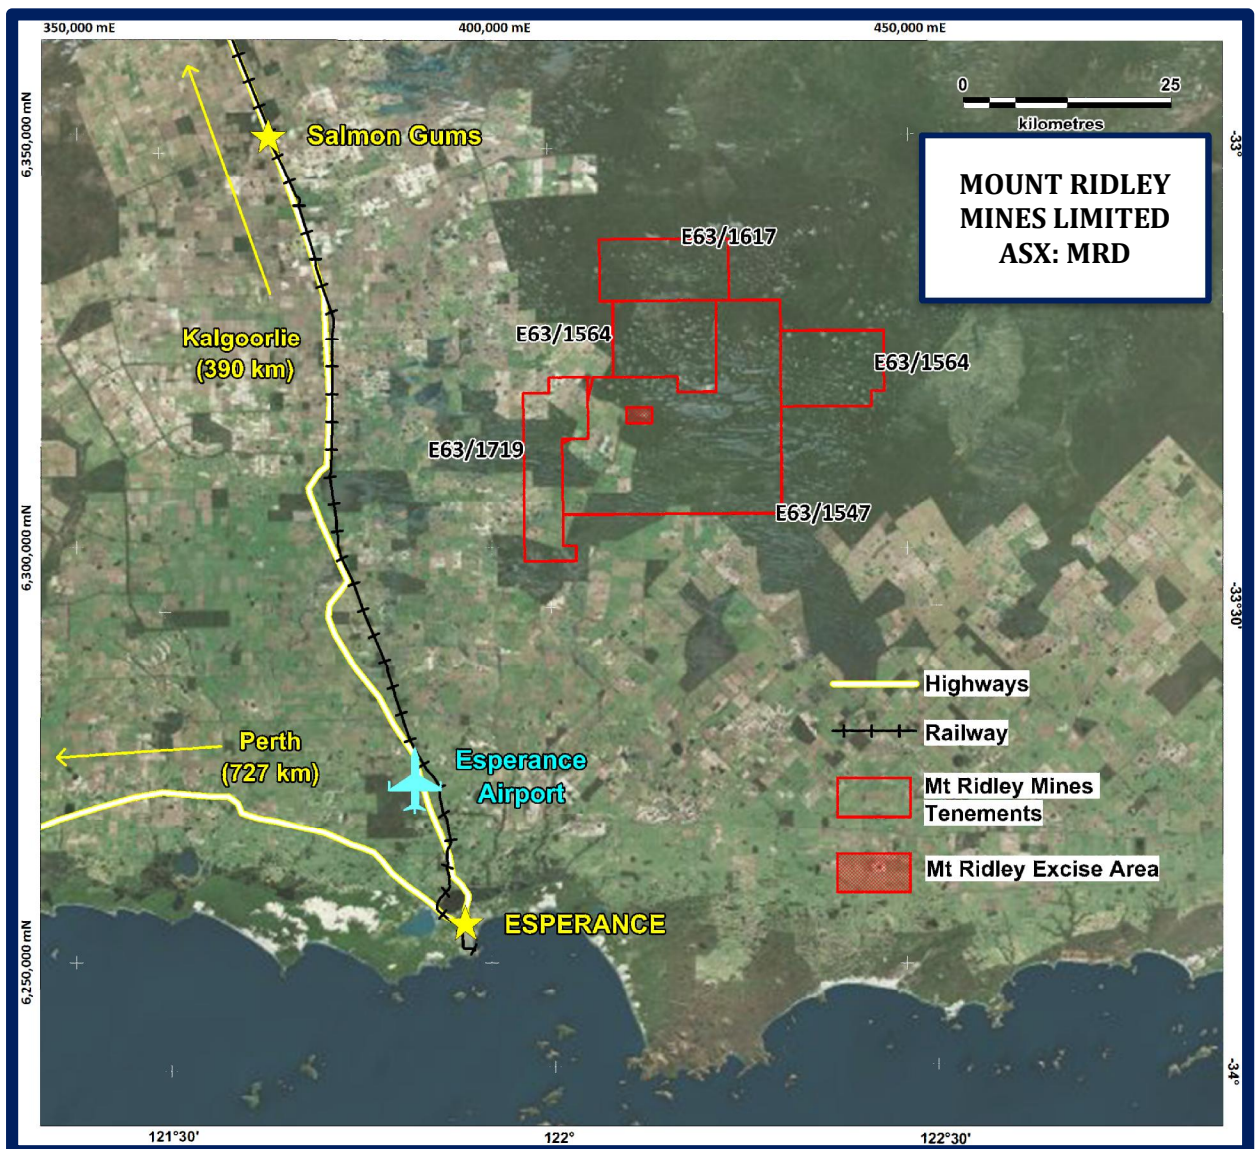 350,000 mE
400,000 mE
450,000 mE
0
25
kilometres
6,350,000 mN
-33°
Salmon Gums
MOUNT RIDLEY
MINES LIMITED
ASX: MRD
E63/1617
Kalgoorlie
(390 km)
E63/1564
E63/1564
E63/1719
E63/1547
6,300,000 mN
-33°30'
Highways
Railway
Perth
(727 km)
Esperance
Airport
Mt Ridley Mines
Tenements
Mt Ridley Excise Area
ESPERANCE
6,250,000 mN
-34°
121°30'
122°
122°30'